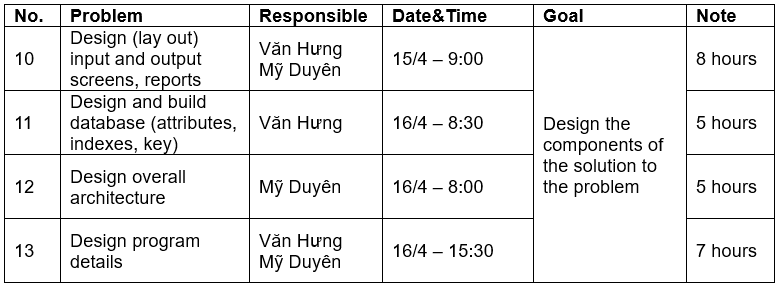 No. Problem Responsible Date&Time Goal Note
10 Design (lay out) input and output screens, reports Văn Hưng Mỹ Duyên 15/4 – 9:00 Design the components of the solution to the problem 8 hours
11 Design and build database (attributes, indexes, key) Văn Hưng 16/4 – 8:30 5 hours
12 Design overall architecture Mỹ Duyên 16/4 – 8:00 5 hours
13 Design program details Văn Hưng Mỹ Duyên 16/4 – 15:30 7 hours